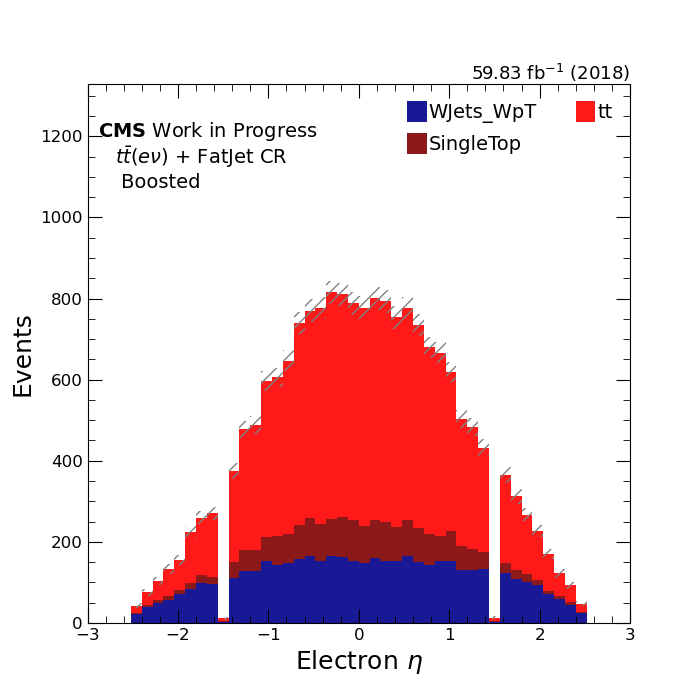 59.83 fb⁻¹ (2018)
WJets_WpT tt
SingleTop
CMS Work in Progress
tt̄(eν) + FatJet CR
Boosted
1200
1000
800
600
400
200
0
Events
−3 −2 −1 0 1 2 3
Electron η